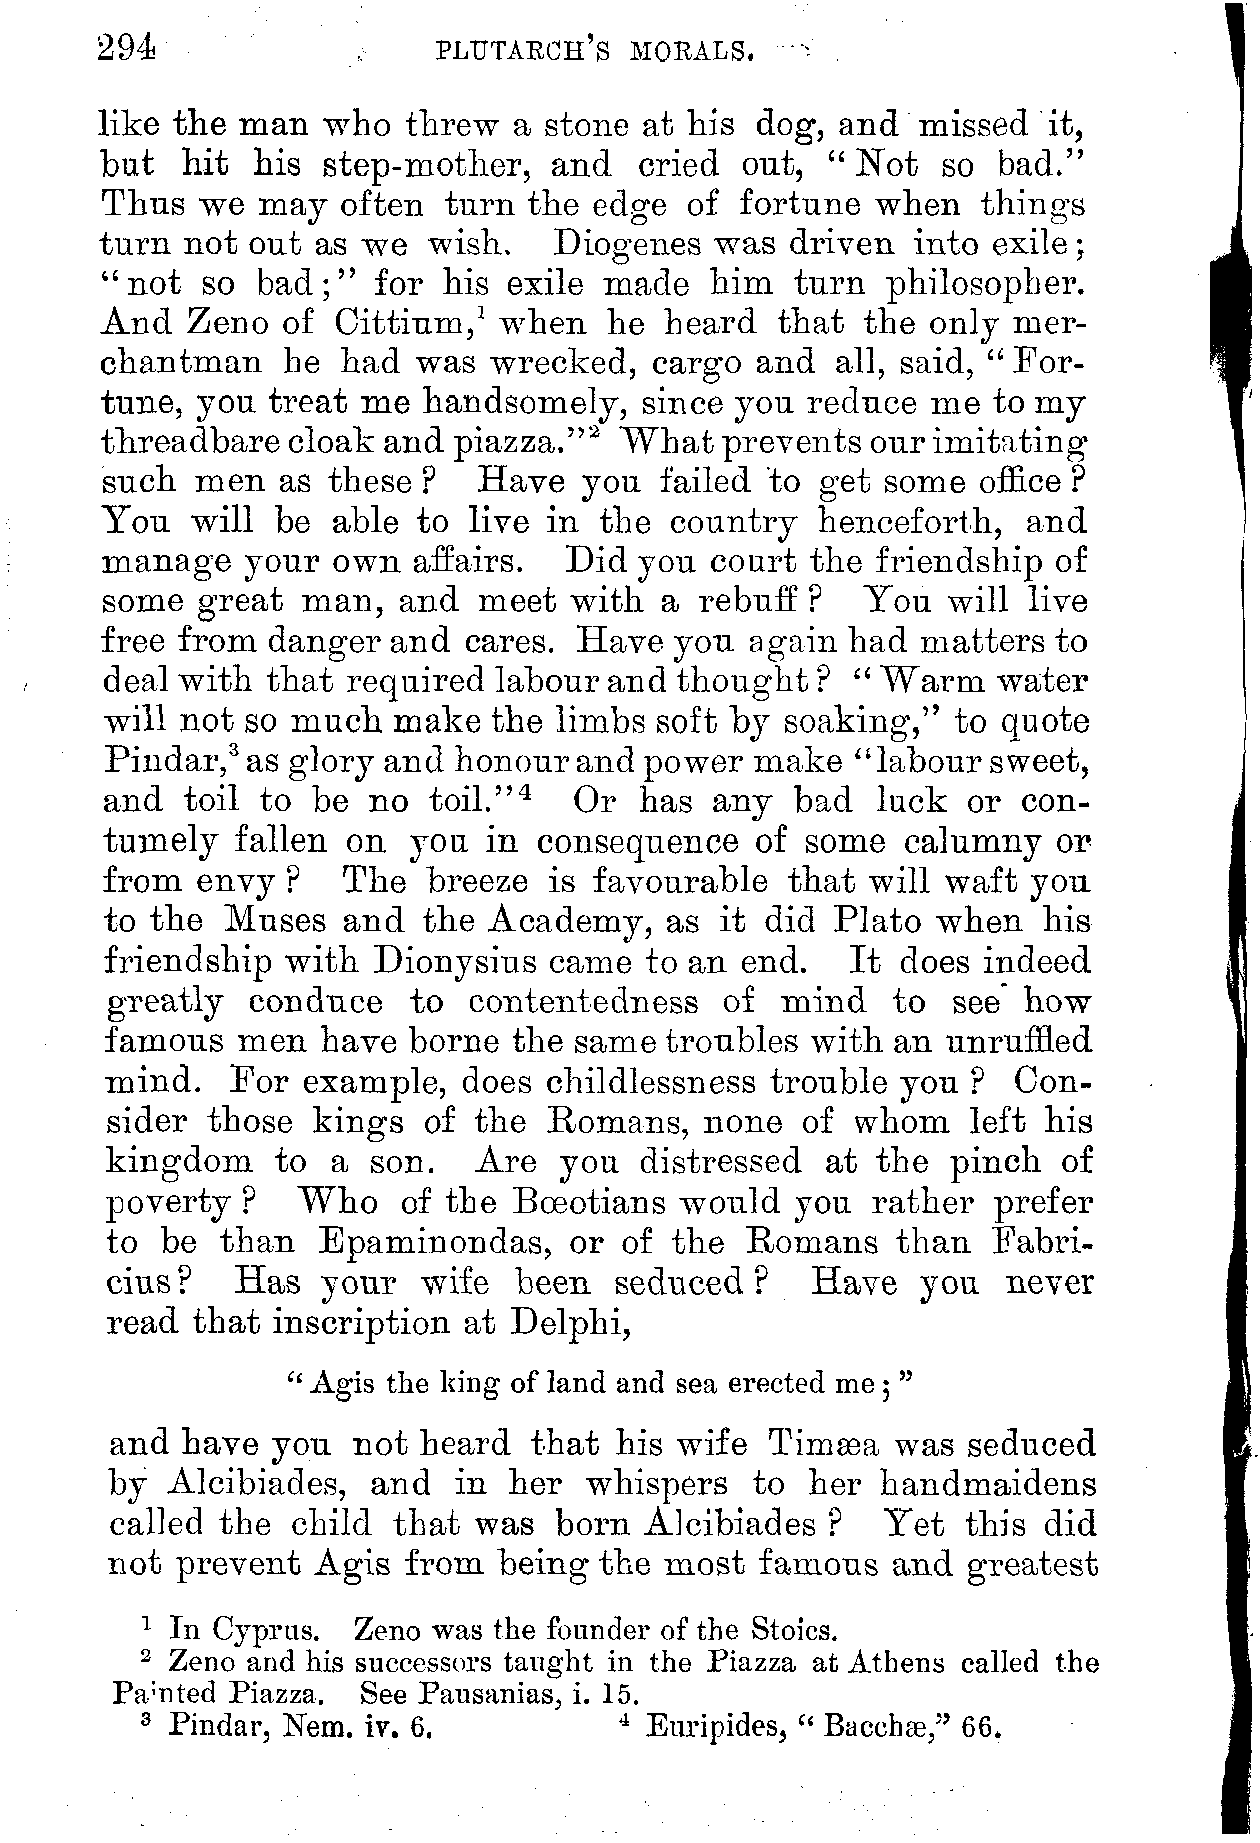 294 PLUTARCH'S MORALS.
like the man who threw a stone at his dog, and missed it,
but hit his step-mother, and cried out, “Not so bad.”
Thus we may often turn the edge of fortune when things
turn not out as we wish. Diogenes was driven into exile;
“not so bad;” for his exile made him turn philosopher.
And Zeno of Cittium,¹ when he heard that the only mer-
chantman he had was wrecked, cargo and all, said, “For-
tune, you treat me handsomely, since you reduce me to my
threadbare cloak and piazza.”² What prevents our imitating
such men as these? Have you failed to get some office?
You will be able to live in the country henceforth, and
manage your own affairs. Did you court the friendship of
some great man, and meet with a rebuff? You will live
free from danger and cares. Have you again had matters to
deal with that required labour and thought? “Warm water
will not so much make the limbs soft by soaking,” to quote
Pindar,³ as glory and honour and power make “labour sweet,
and toil to be no toil.”⁴ Or has any bad luck or con-
tumely fallen on you in consequence of some calumny or
from envy? The breeze is favourable that will waft you
to the Muses and the Academy, as it did Plato when his
friendship with Dionysius came to an end. It does indeed
greatly conduce to contentedness of mind to see how
famous men have borne the same troubles with an unruffled
mind. For example, does childlessness trouble you? Con-
sider those kings of the Romans, none of whom left his
kingdom to a son. Are you distressed at the pinch of
poverty? Who of the Bœotians would you rather prefer
to be than Epaminondas, or of the Romans than Fabri-
cius? Has your wife been seduced? Have you never
read that inscription at Delphi,
“Agis the king of land and sea erected me;”
and have you not heard that his wife Timæa was seduced
by Alcibiades, and in her whispers to her handmaidens
called the child that was born Alcibiades? Yet this did
not prevent Agis from being the most famous and greatest
¹ In Cyprus. Zeno was the founder of the Stoics.
² Zeno and his successors taught in the Piazza at Athens called the
Painted Piazza. See Pausanias, i. 15.
³ Pindar, Nem. iv. 6. ⁴ Euripides, “Bacchæ,” 66.